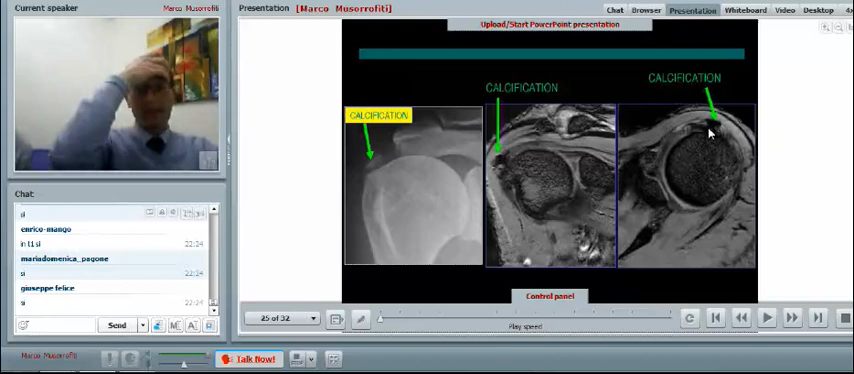 Current speaker
Marco Musorrofiti
Presentation [Marco Musorrofiti]
Chat
Browser
Presentation
Whiteboard
Video
Desktop
4x
Upload/Start PowerPoint presentation
CALCIFICATION
CALCIFICATION
CALCIFICATION
Chat
si
enrico-mango
in t1 si
22:24
mariadomenica_pagone
si
22:24
giuseppe felice
si
22:24
Send
M
A
Control panel
25 of 32
Play speed
Marco Musorrofiti
Talk Now!